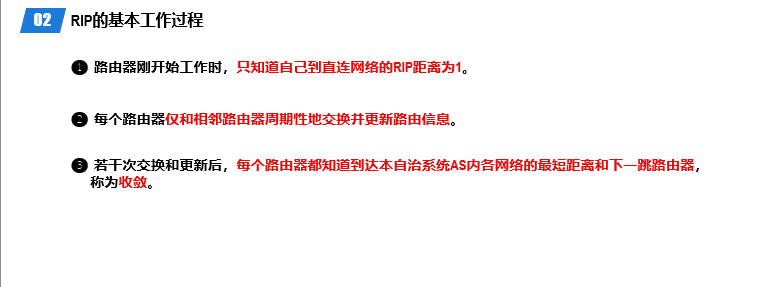 02 RIP的基本工作过程
❶ 路由器刚开始工作时，只知道自己到直连网络的RIP距离为1。
❷ 每个路由器仅和相邻路由器周期性地交换并更新路由信息。
❸ 若干次交换和更新后，每个路由器都知道到达本自治系统AS内各网络的最短距离和下一跳路由器，
称为收敛。